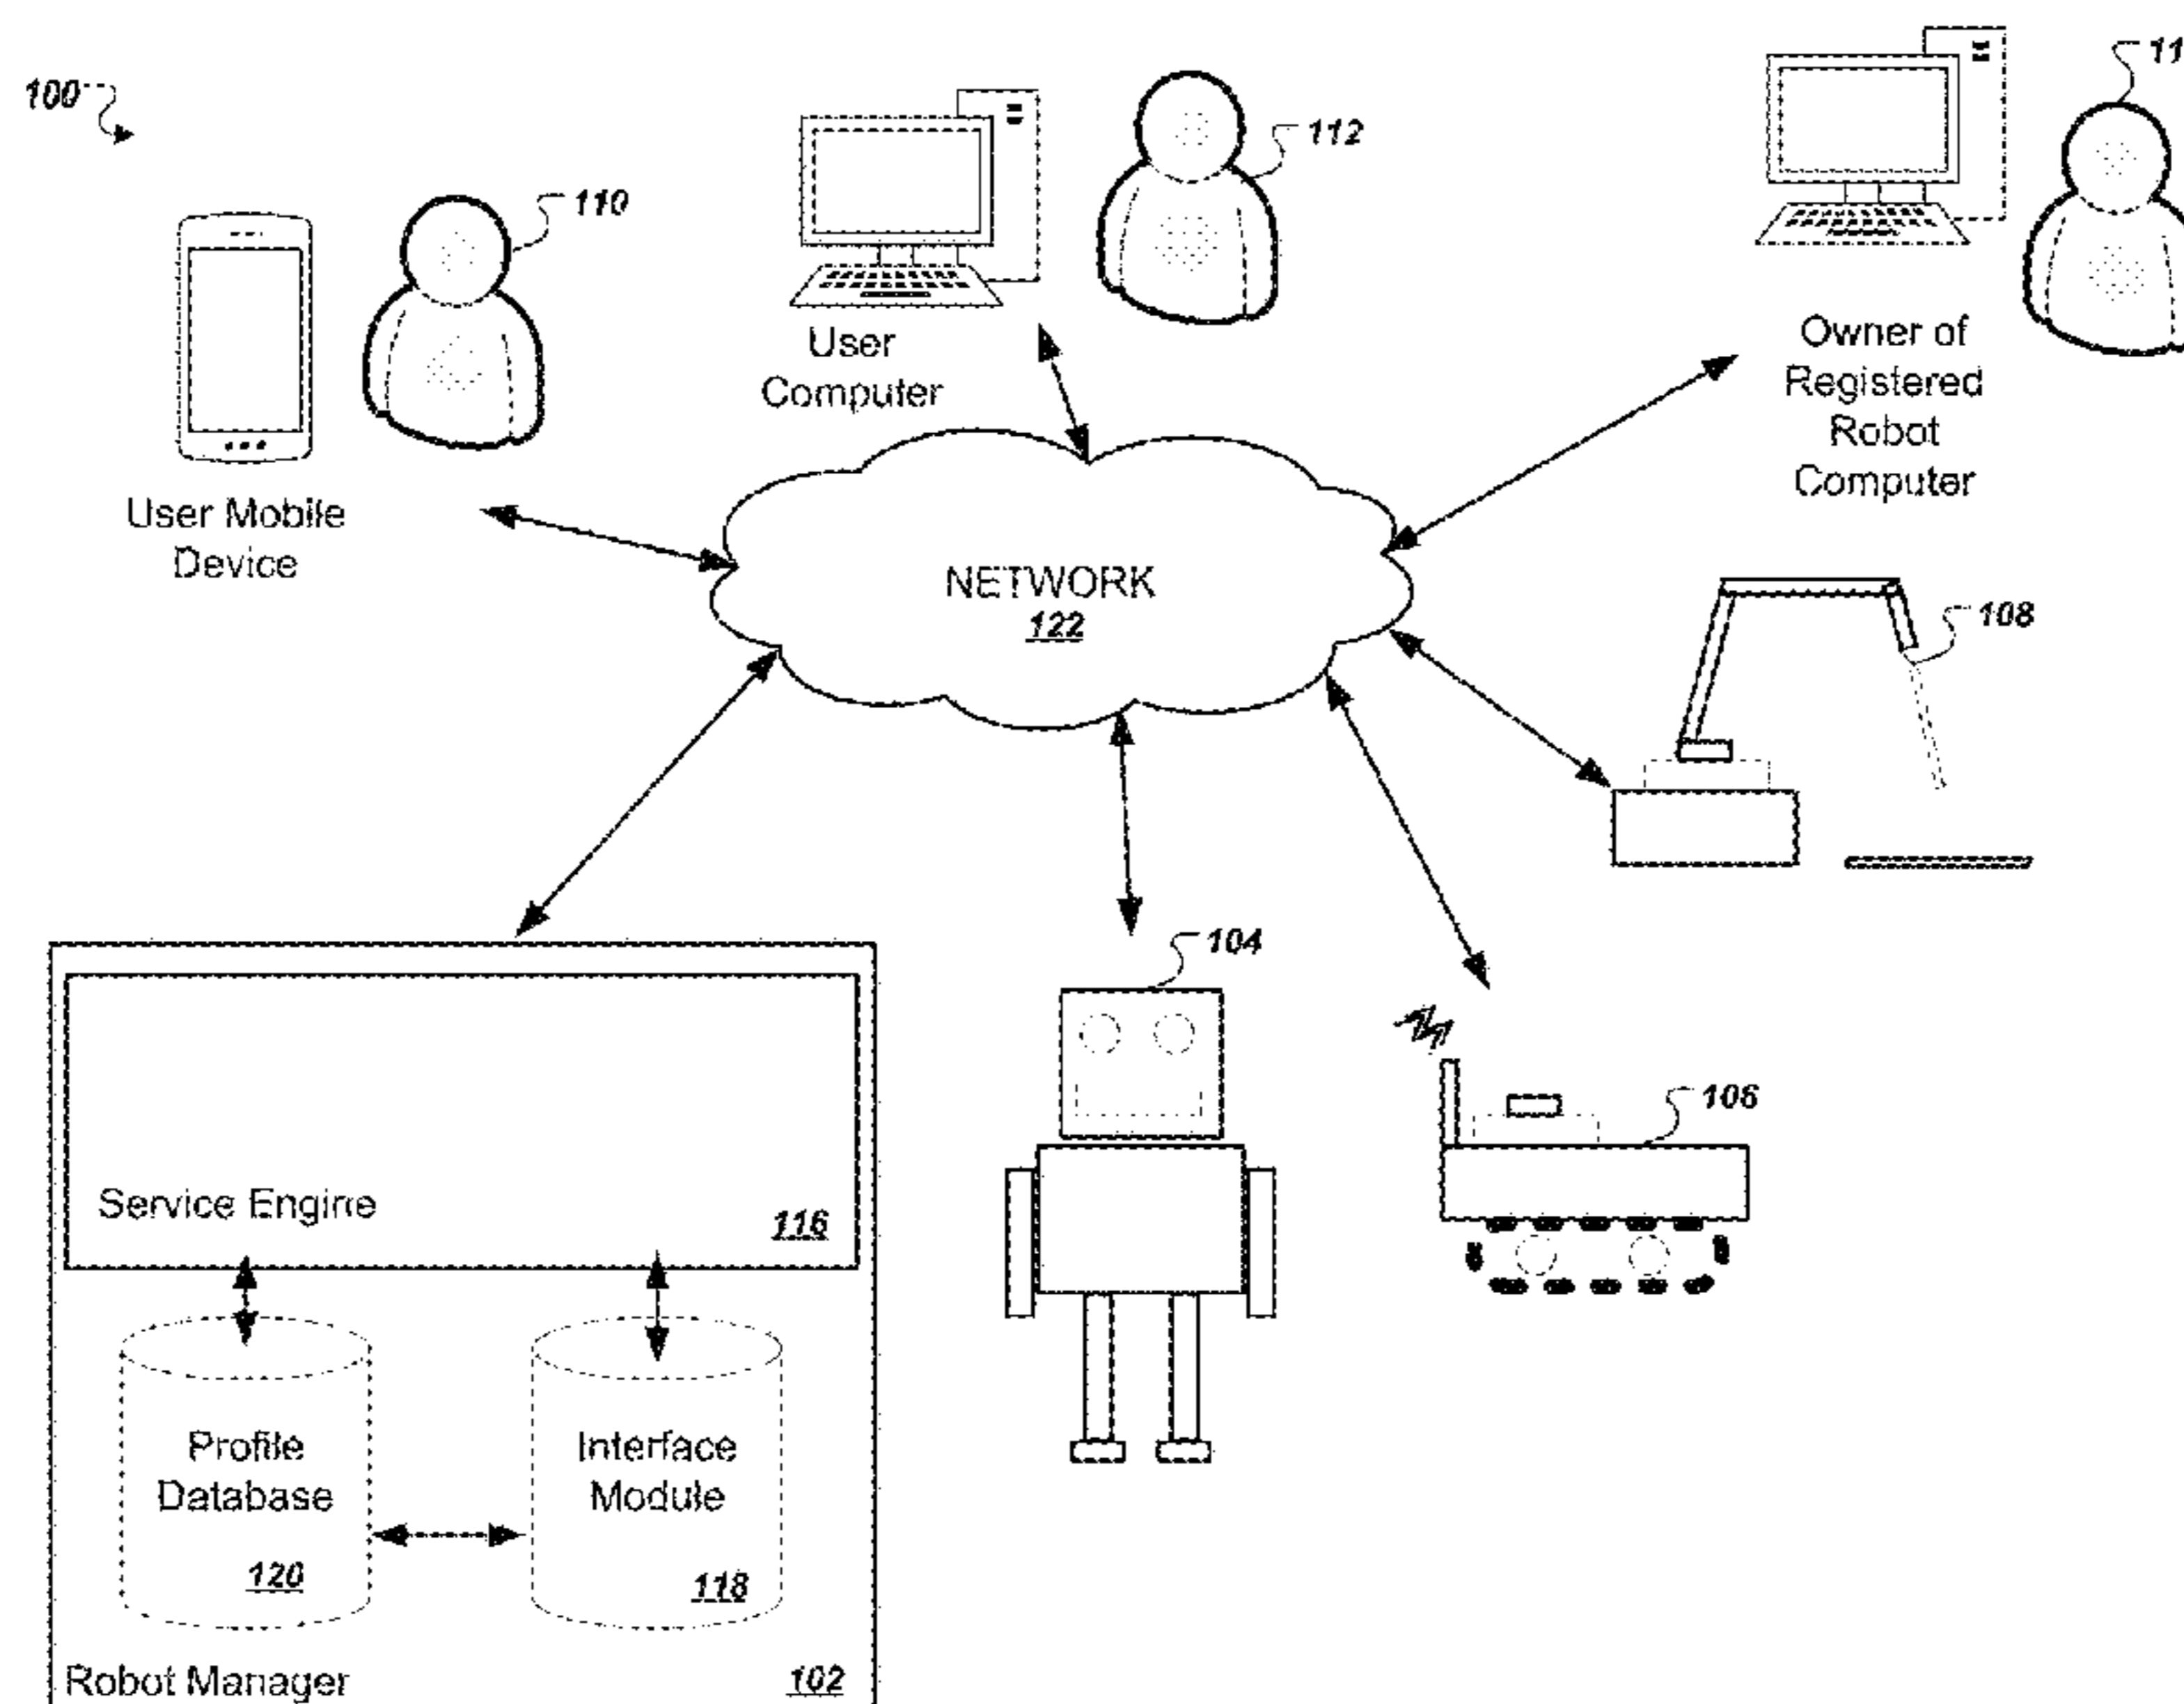 100
110
112
User Mobile
Device
User
Computer
Owner of
Registered
Robot
Computer
NETWORK
122
108
104
106
Service Engine
116
Profile
Database
120
Interface
Module
118
Robot Manager
102